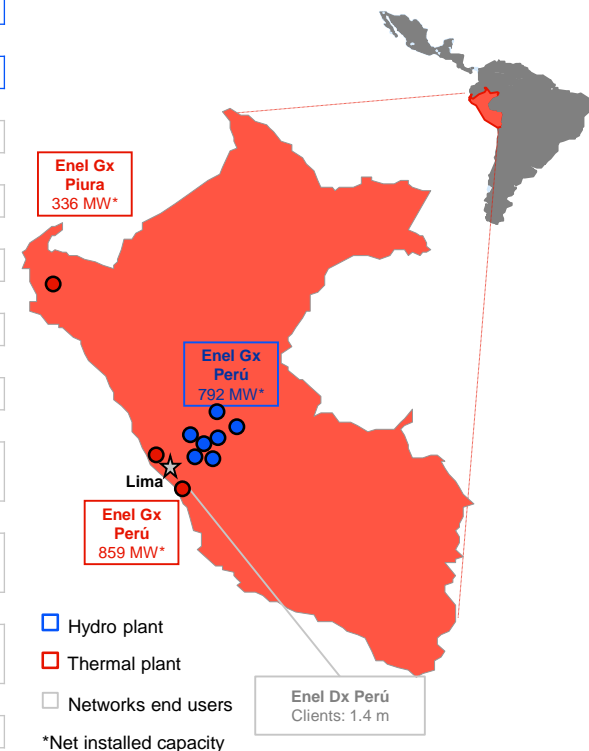 Enel Gx
Piura
336 MW*
Enel Gx
Perú
792 MW*
Lima
Enel Gx
Perú
859 MW*
Hydro plant
Thermal plant
Networks end users
*Net installed capacity
Enel Dx Perú
Clients: 1.4 m